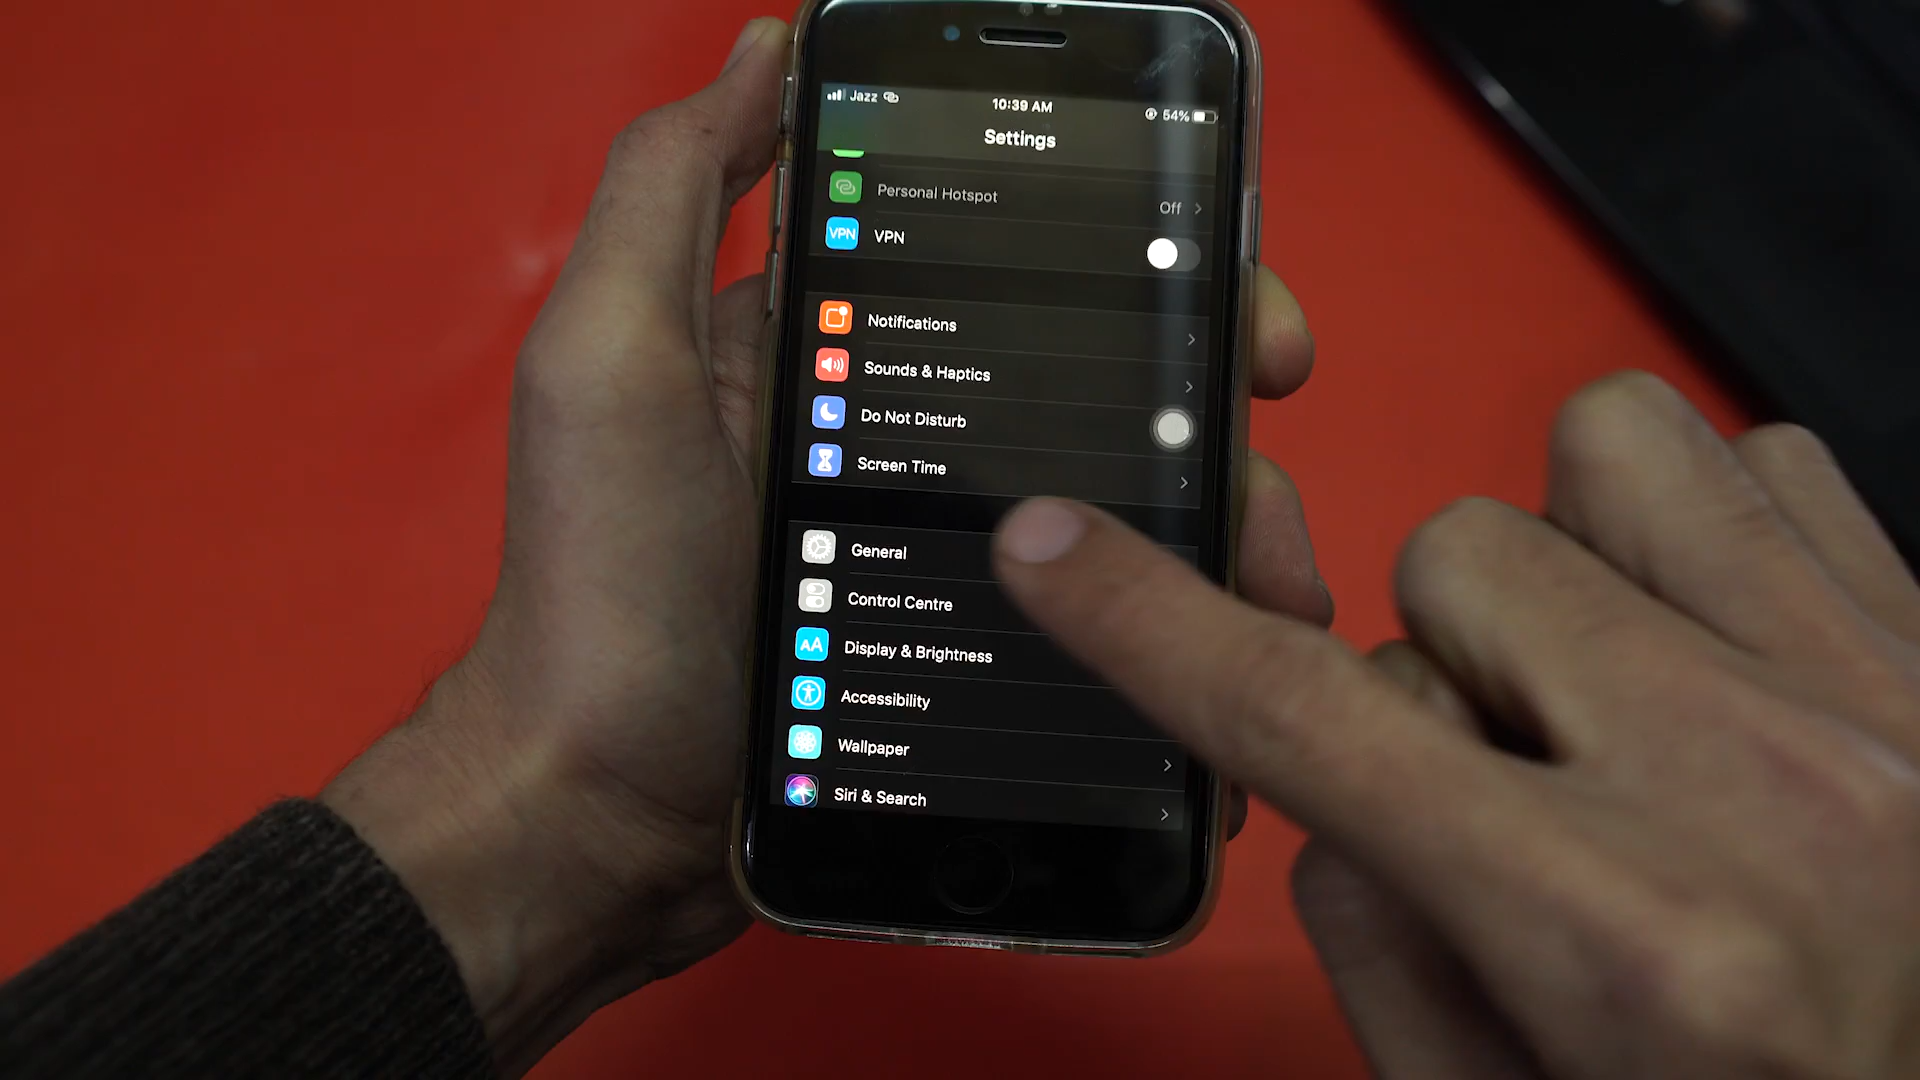 Jazz
10:39 AM
54%
Settings
Personal Hotspot
Off
VPN
VPN
Notifications
Sounds & Haptics
Do Not Disturb
Screen Time
General
Control Centre
AA
Display & Brightness
Accessibility
Wallpaper
Siri & Search